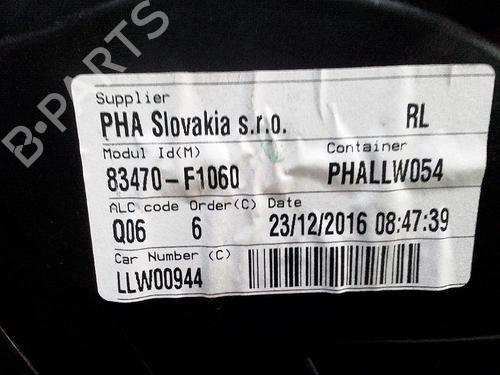 B-PARTS
Supplier
PHA Slovakia s.r.o. RL
Modul Id(M) Container
83470-F1060 PHALLW054
ALC code Order(C) Date
Q06 6 23/12/2016 08:47:39
Car Number (C)
LLW00944